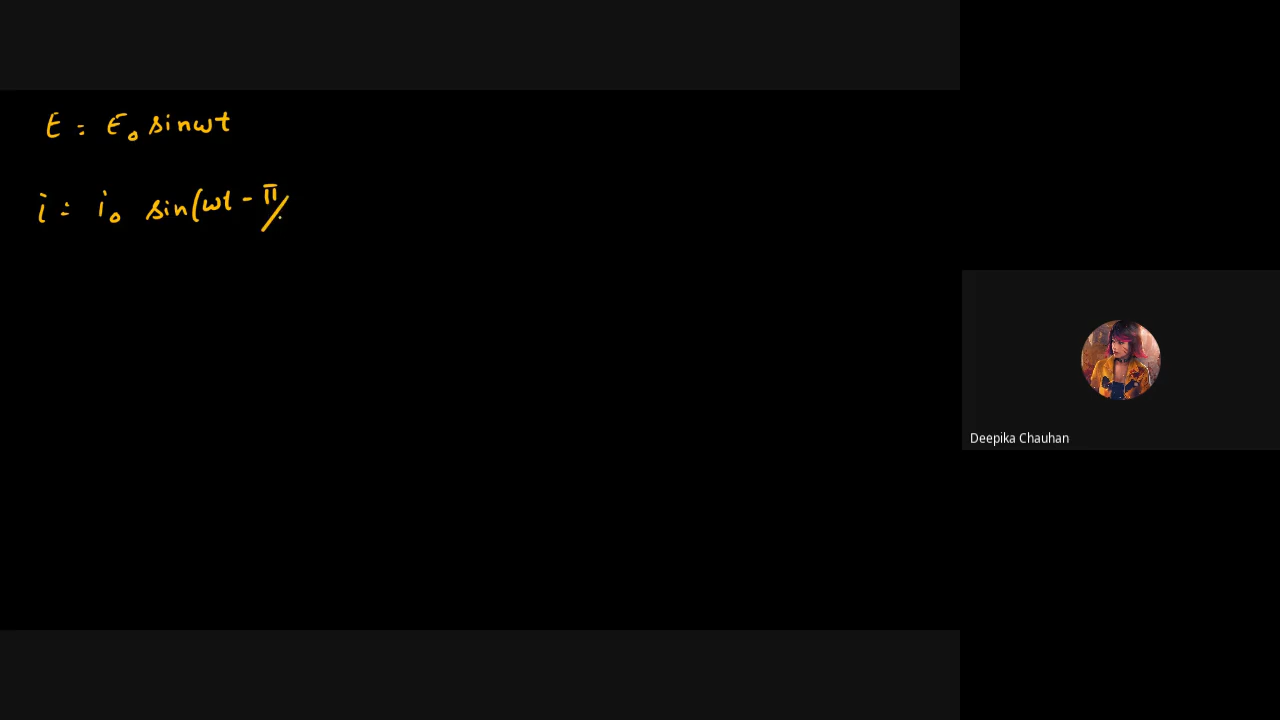 E = E₀ sinωt
i = i₀ sin(ωt - π/
Deepika Chauhan